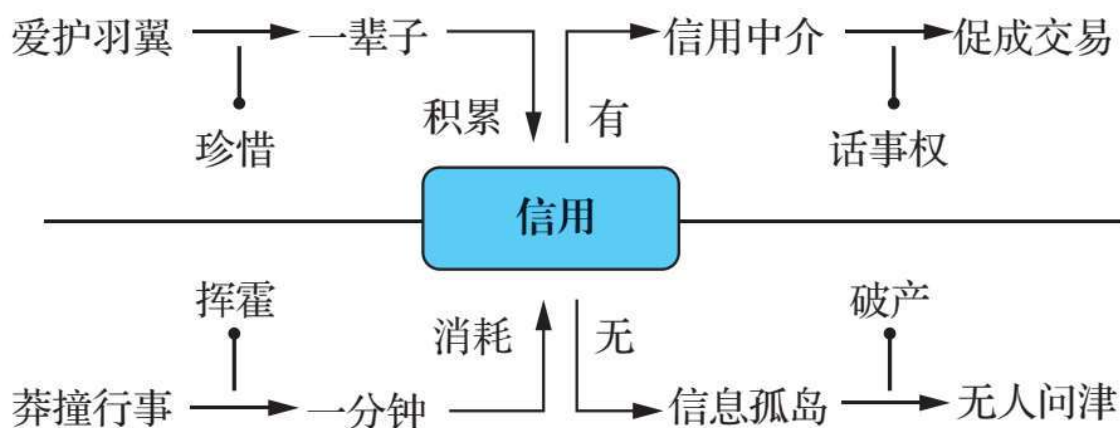 爱护羽翼 一辈子 信用中介 促成交易
积累 有
珍惜 话事权
信用
挥霍 破产
消耗 无
莽撞行事 一分钟 信息孤岛 无人问津